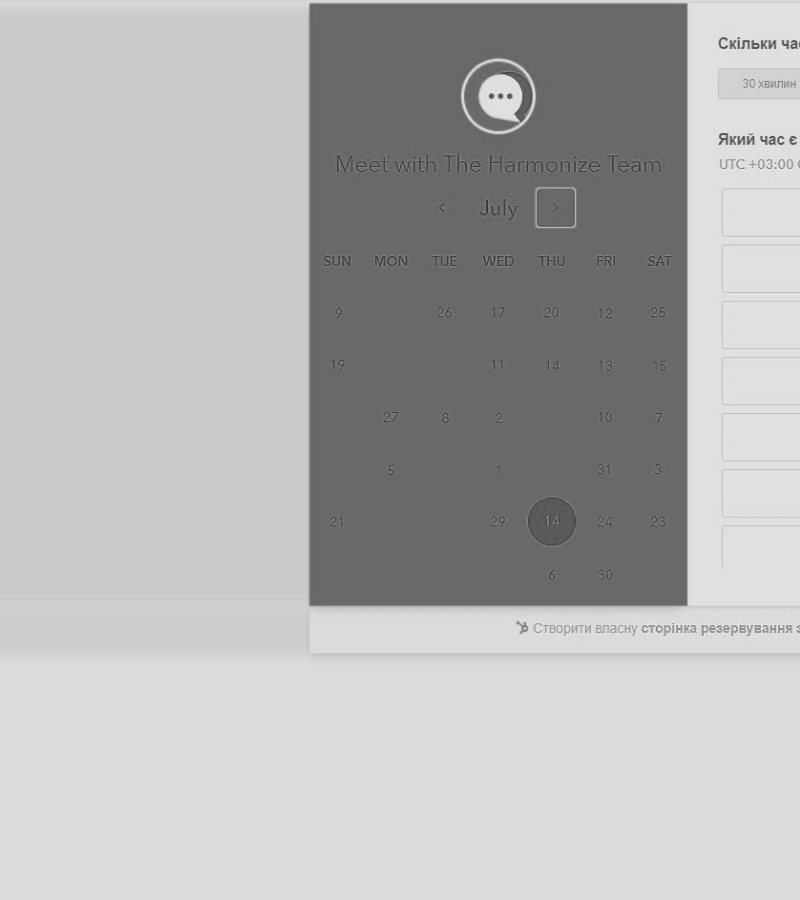 Скільки ча
30 хвилин
Meet with The Harmonize Team
July
SUN MON TUE WED THU FRI SAT
9 26 17 20 12 25
19 11 14 13 15
27 8 2 10 7
5 1 31 3
21 29 14 24 23
6 30
Який час є
UTC +03:00
Створити власну сторінка резервування з